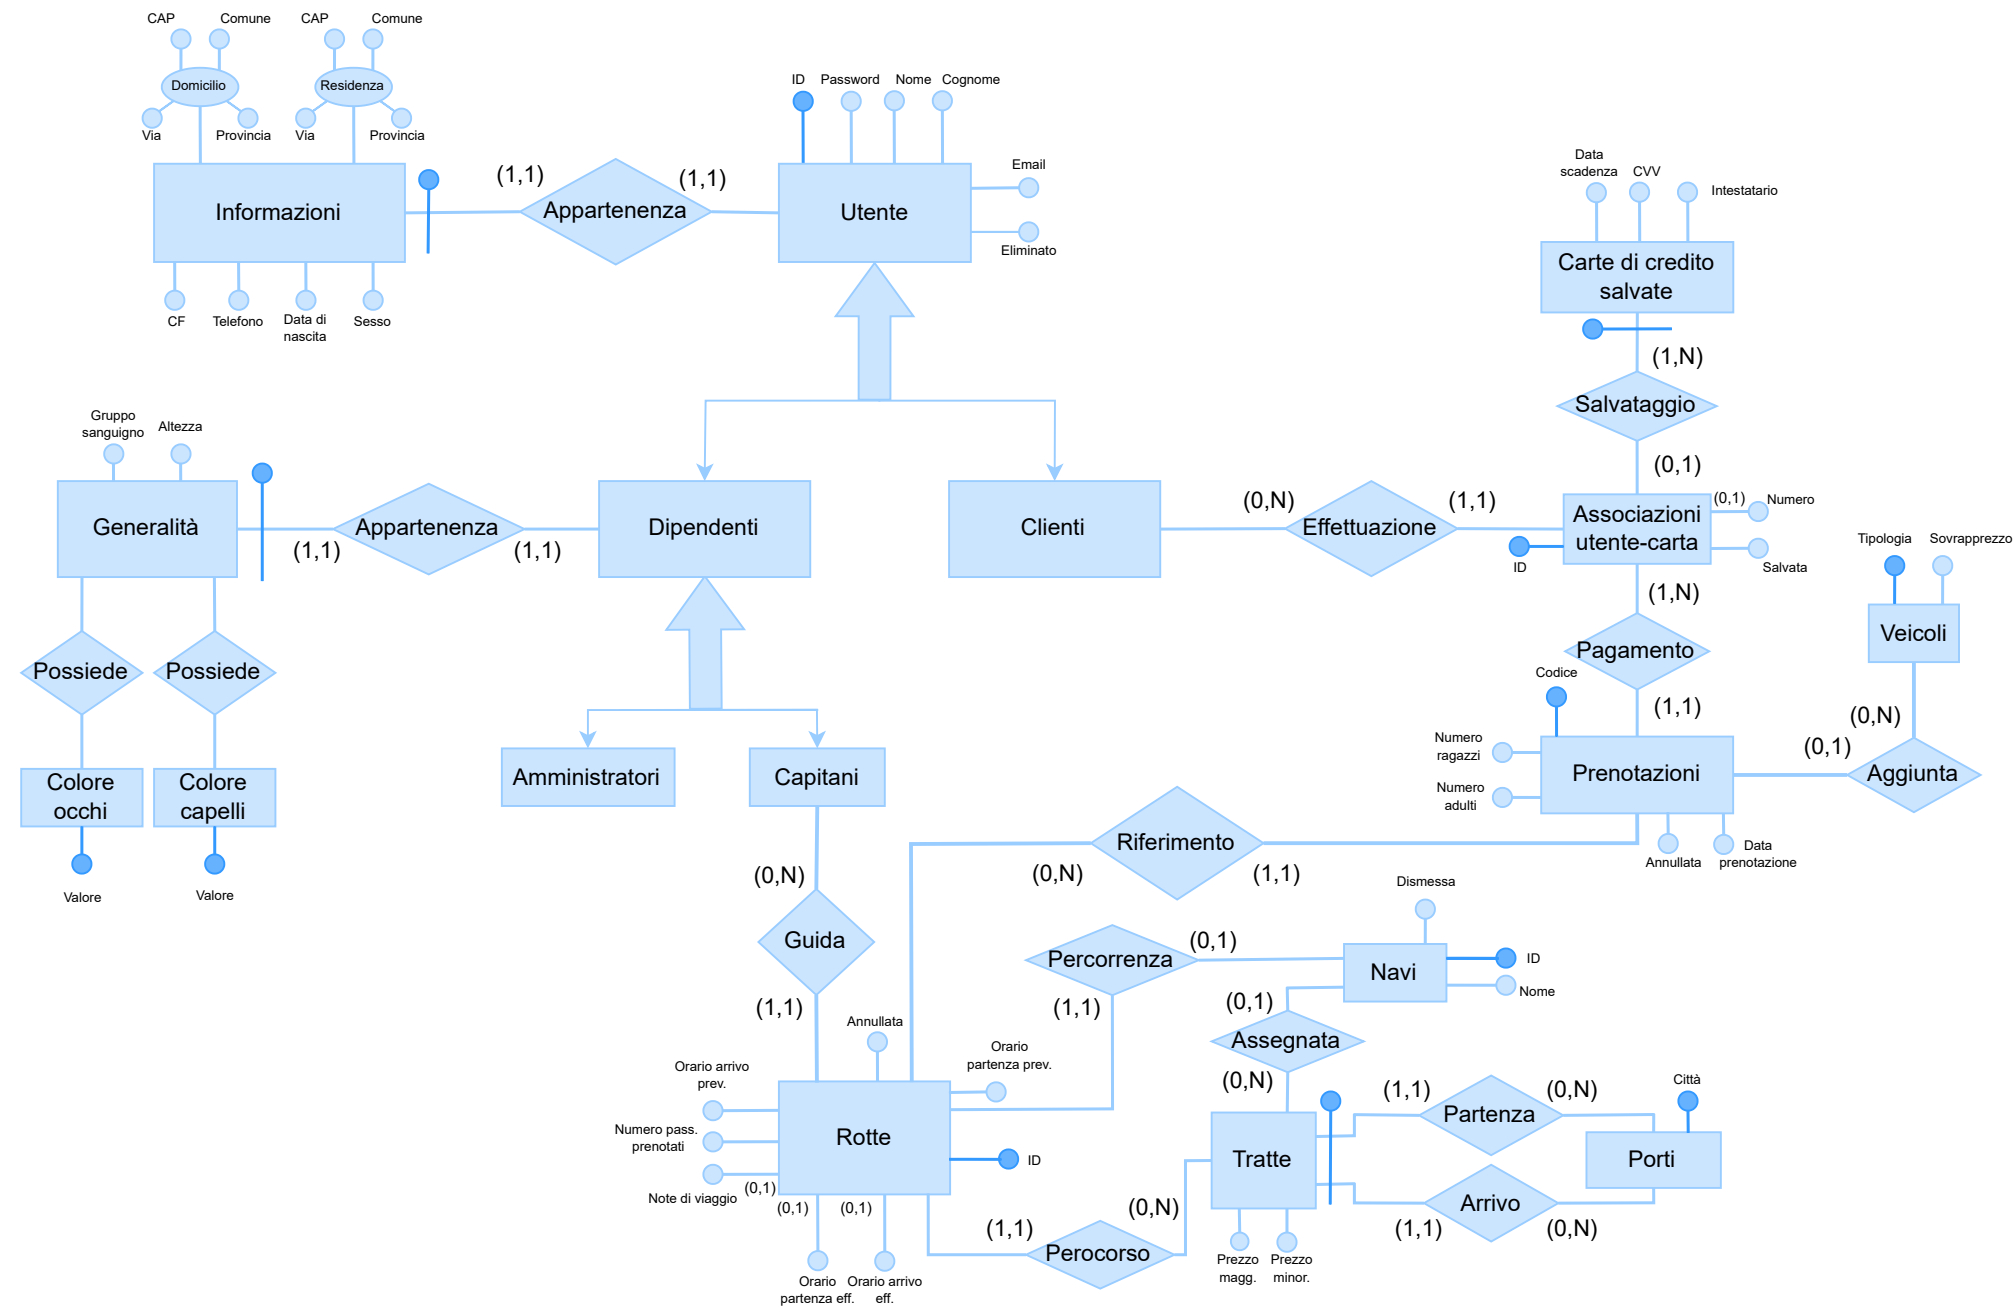 CAP
Comune
CAP
Comune
Domicilio
Residenza
Via
Provincia
Via
Provincia
ID
Password
Nome
Cognome
Email
Eliminato
Informazioni
(1,1)
Appartenenza
(1,1)
Utente
CF
Telefono
Data di
nascita
Sesso
Data
scadenza
CVV
Intestatario
Carte di credito
salvate
(1,N)
Salvataggio
(0,1)
Gruppo
sanguigno
Altezza
Generalità
(1,1)
Appartenenza
(1,1)
Dipendenti
Clienti
(0,N)
Effettuazione
(1,1)
Associazioni
utente-carta
(0,1)
Numero
Salvata
ID
Tipologia
Sovrapprezzo
Veicoli
(1,N)
Pagamento
(1,1)
Possiede
Possiede
Colore
occhi
Colore
capelli
Valore
Valore
Amministratori
Capitani
Codice
Numero
ragazzi
Numero
adulti
Prenotazioni
(0,1)
(0,N)
Aggiunta
Annullata
Data
prenotazione
Riferimento
(0,N)
(1,1)
(0,N)
Guida
(1,1)
Dismessa
Percorrenza
(0,1)
(1,1)
Navi
ID
Nome
(0,1)
Assegnata
(0,N)
Annullata
Orario
partenza prev.
Orario arrivo
prev.
Numero pass.
prenotati
Note di viaggio
(0,1)
Rotte
ID
(0,1)
(0,1)
Orario
partenza eff.
Orario arrivo
eff.
(1,1)
Perocorso
(0,N)
Tratte
Prezzo
magg.
Prezzo
minor.
(1,1)
Partenza
(0,N)
Città
Porti
(1,1)
Arrivo
(0,N)